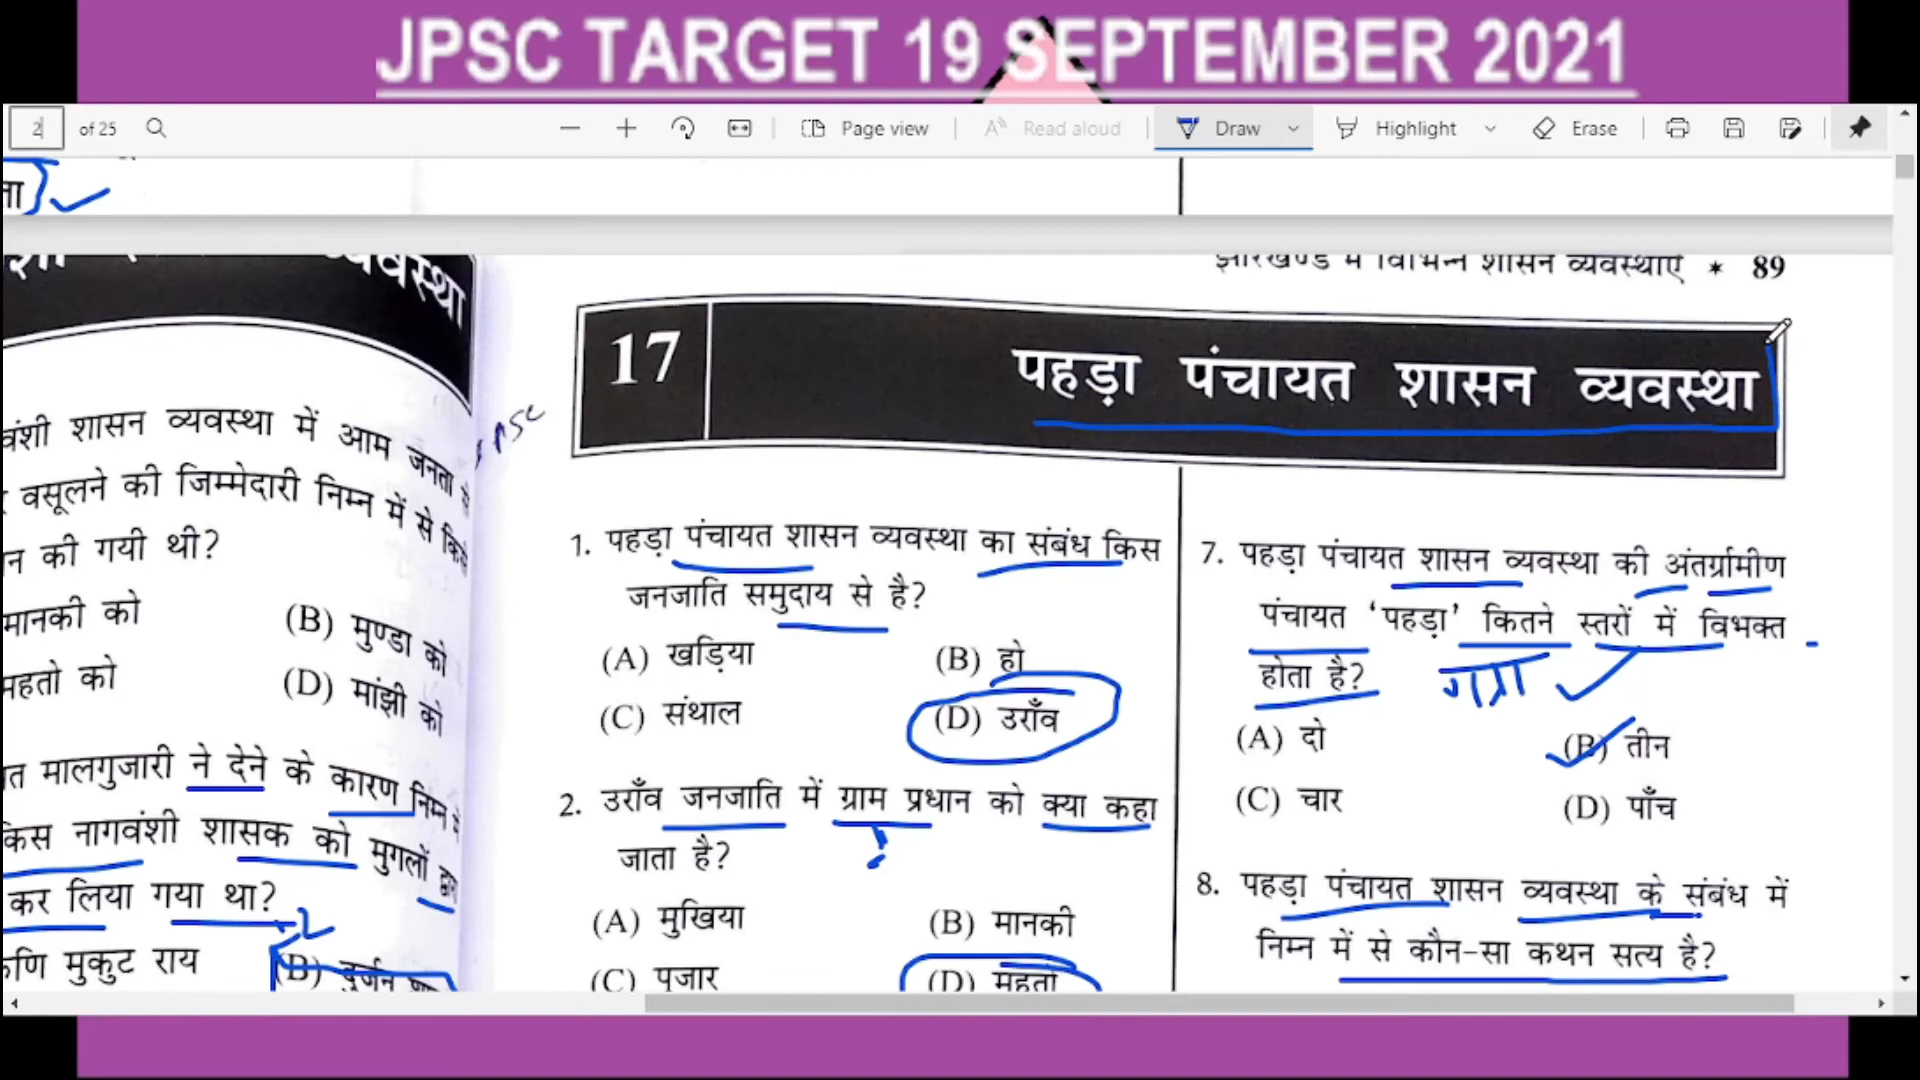 JPSC TARGET 19 SEPTEMBER 2021
2 of 25 Page view Read aloud Draw Highlight Erase
झारखण्ड में विभिन्न शासन व्यवस्थाएँ * 89
व्यवस्था
17 पहड़ा पंचायत शासन व्यवस्था
वंशी शासन व्यवस्था में आम जनता से
वसूलने की जिम्मेदारी निम्न में से किसे
की गयी थी?
मानकी को
(B) मुण्डा को
महतो को
(D) मांझी को
मालगुजारी ने देने के कारण निम्न में
किस नागवंशी शासक को मुगलों द्वारा
कर लिया गया था?
मुकुट राय
(B) दुर्जन
1. पहड़ा पंचायत शासन व्यवस्था का संबंध किस
जनजाति समुदाय से है?
(A) खड़िया
(B) हो
(C) संथाल
(D) उराँव
2. उराँव जनजाति में ग्राम प्रधान को क्या कहा
जाता है?
(A) मुखिया
(B) मानकी
(C) पुजार
(D) महतो
7. पहड़ा पंचायत शासन व्यवस्था की अंतर्ग्रामीण
पंचायत 'पहड़ा' कितने स्तरों में विभक्त
होता है?
(A) दो
(B) तीन
(C) चार
(D) पाँच
8. पहड़ा पंचायत शासन व्यवस्था के संबंध में
निम्न में से कौन-सा कथन सत्य है?